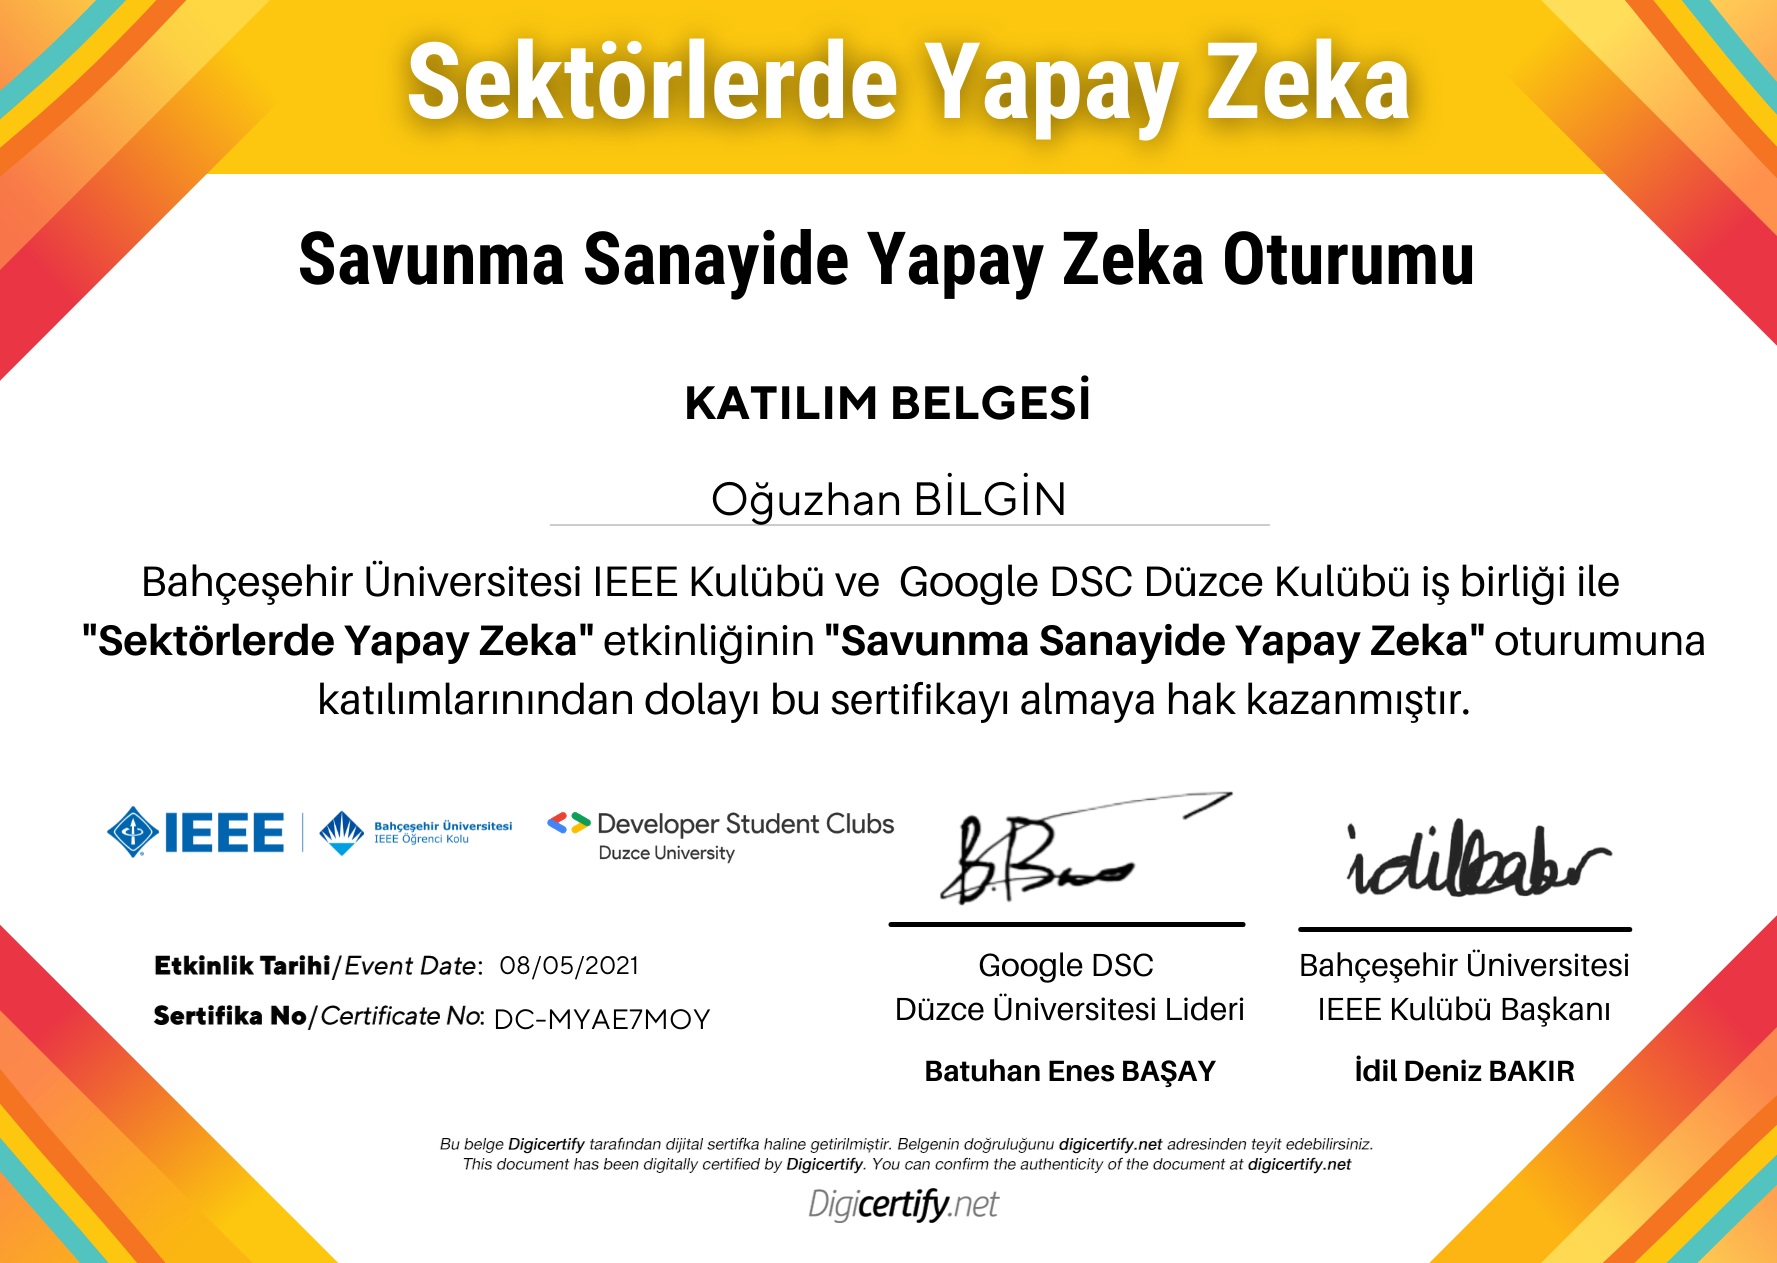 Sektörlerde Yapay Zeka
Savunma Sanayide Yapay Zeka Oturumu
KATILIM BELGESİ
Oğuzhan BİLGİN
Bahçeşehir Üniversitesi IEEE Kulübü ve Google DSC Düzce Kulübü iş birliği ile
"Sektörlerde Yapay Zeka" etkinliğinin "Savunma Sanayide Yapay Zeka" oturumuna
katılımlarınından dolayı bu sertifikayı almaya hak kazanmıştır.
IEEE
Bahçeşehir Üniversitesi
IEEE Öğrenci Kolu
Developer Student Clubs
Duzce University
B.B
idilbakır
Etkinlik Tarihi/Event Date: 08/05/2021
Sertifika No/Certificate No: DC-MYAE7MOY
Google DSC
Düzce Üniversitesi Lideri
Batuhan Enes BAŞAY
Bahçeşehir Üniversitesi
IEEE Kulübü Başkanı
İdil Deniz BAKIR
Bu belge Digicertify tarafından dijital sertifka haline getirilmiştir. Belgenin doğruluğunu digicertify.net adresinden teyit edebilirsiniz.
This document has been digitally certified by Digicertify. You can confirm the authenticity of the document at digicertify.net
Digicertify.net